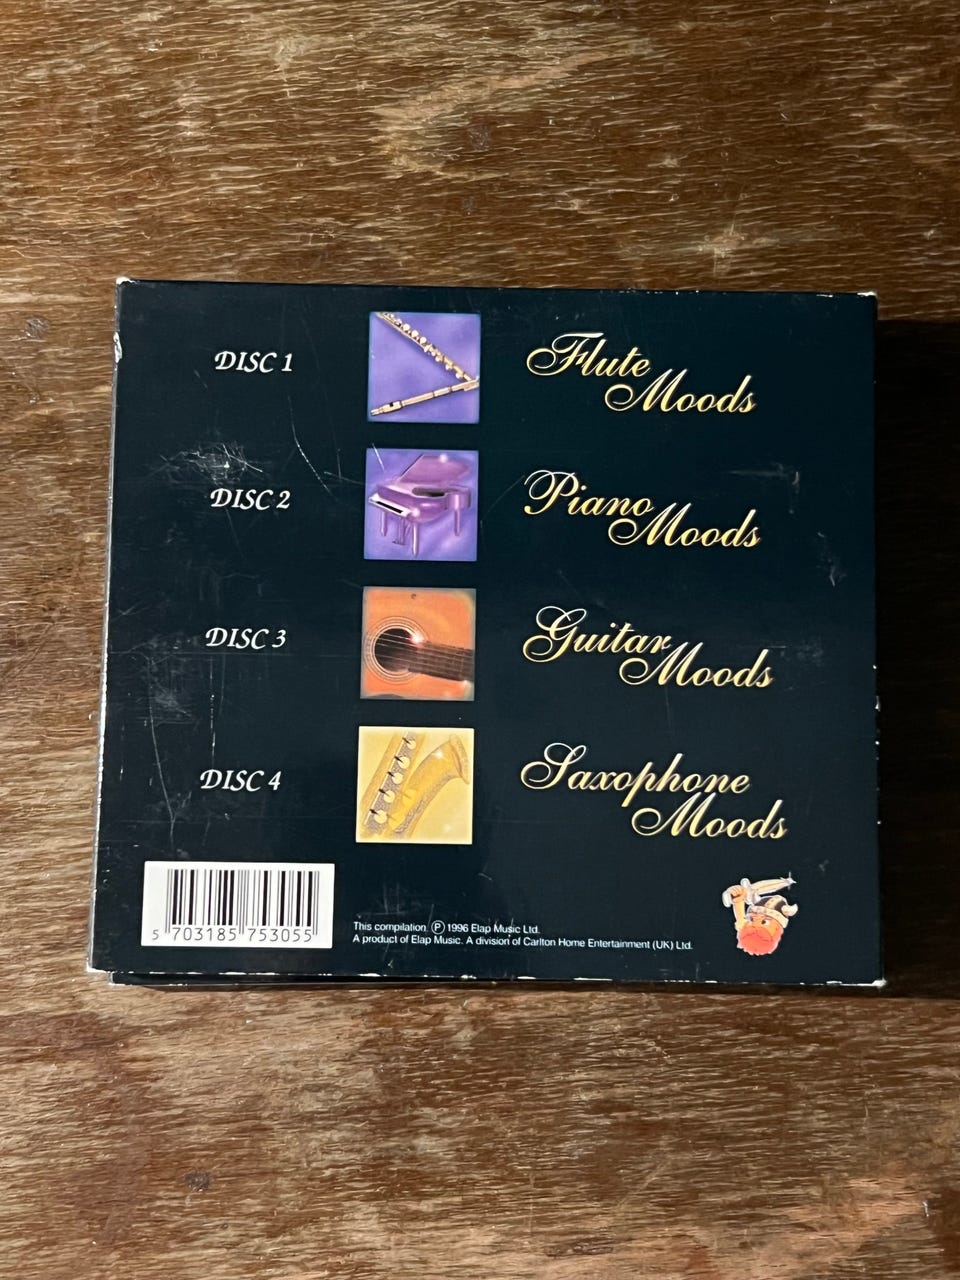 DISC 1
Flute
Moods
DISC 2
Piano
Moods
DISC 3
Guitar
Moods
DISC 4
Saxophone
Moods
5 703185 753055
This compilation ℗ 1996 Elap Music Ltd.
A product of Elap Music. A division of Carlton Home Entertainment (UK) Ltd.